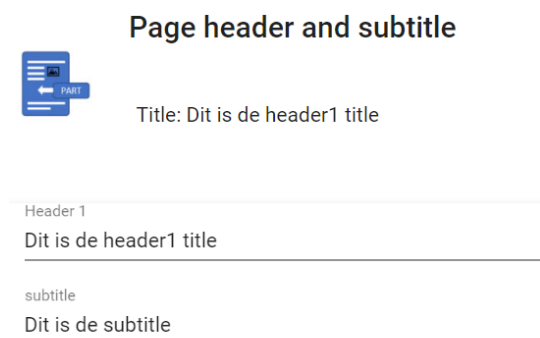 Page header and subtitle
PART
Title: Dit is de header1 title
Header 1
Dit is de header1 title
subtitle
Dit is de subtitle